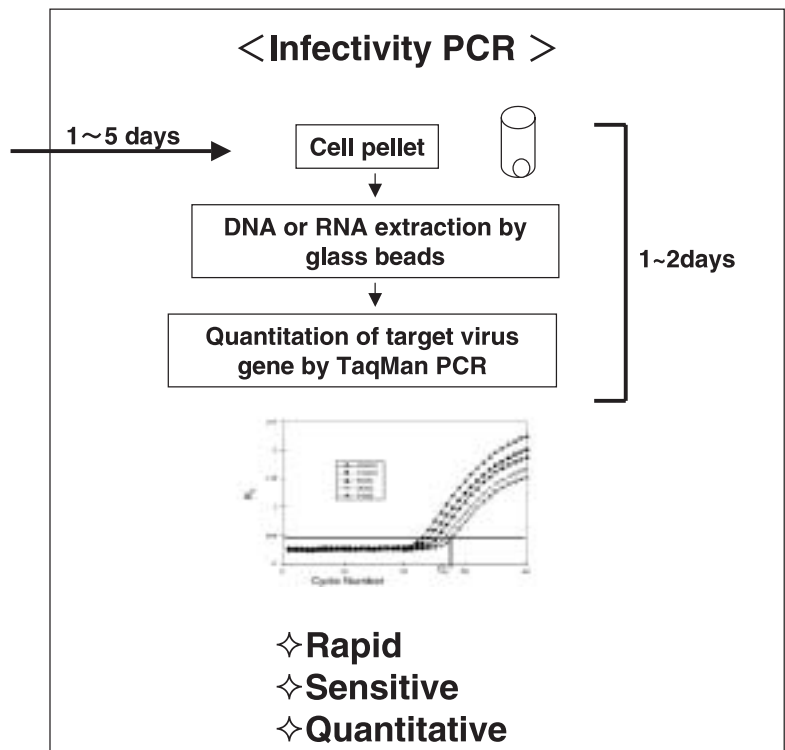 ＜Infectivity PCR ＞
1～5 days
Cell pellet
DNA or RNA extraction by
glass beads
1~2days
Quantitation of target virus
gene by TaqMan PCR
Cycle Number
✧Rapid
✧Sensitive
✧Quantitative